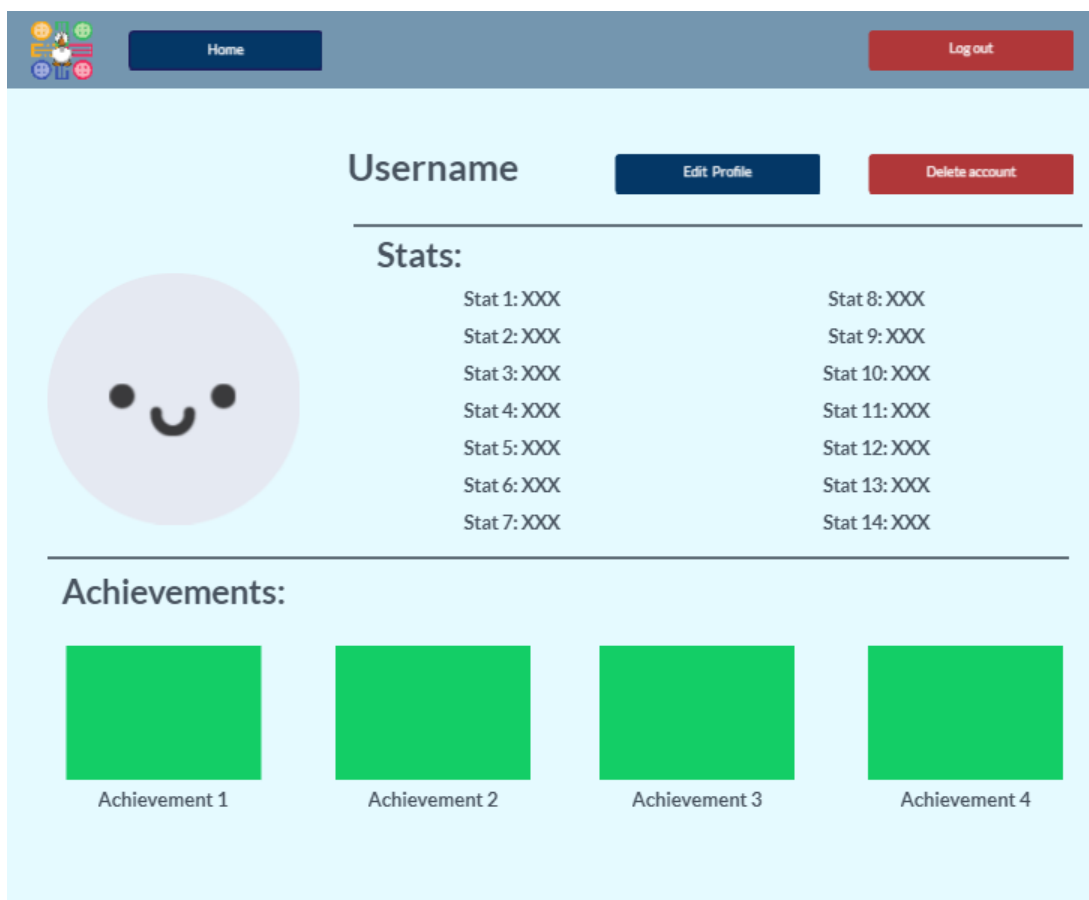 Home
Log out
Username
Edit Profile
Delete account
Stats:
Stat 1: XXX
Stat 2: XXX
Stat 3: XXX
Stat 4: XXX
Stat 5: XXX
Stat 6: XXX
Stat 7: XXX
Stat 8: XXX
Stat 9: XXX
Stat 10: XXX
Stat 11: XXX
Stat 12: XXX
Stat 13: XXX
Stat 14: XXX
Achievements:
Achievement 1
Achievement 2
Achievement 3
Achievement 4